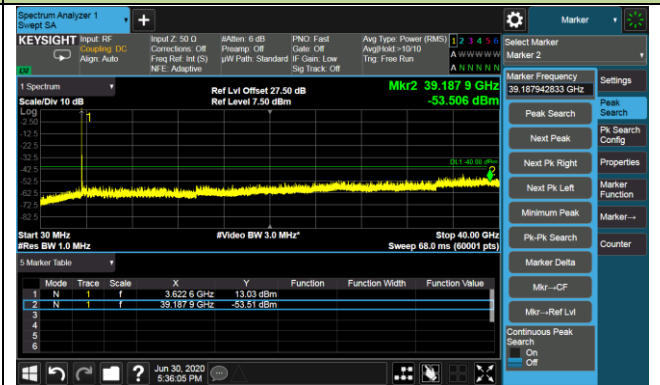 Spectrum Analyzer 1
Swept SA
Marker
KEYSIGHT Input: RF
Coupling: DC
Align: Auto
Input Z: 50 Ω
Corrections: Off
Freq Ref: Int (S)
NFE: Adaptive
#Atten: 6 dB
Preamp: Off
µW Path: Standard
PNO: Fast
Gate: Off
IF Gain: Low
Sig Track: Off
Avg Type: Power (RMS)
Avg|Hold:>10/10
Trig: Free Run
1 2 3 4 5 6
A W W W W W
A N N N N N
Select Marker
Marker 2
1 Spectrum
Scale/Div 10 dB
Log
Ref Lvl Offset 27.50 dB
Ref Level 7.50 dBm
Mkr2 39.187 9 GHz
-53.506 dBm
1
-2.50
-12.5
-22.5
-32.5
-42.5
-52.5
-62.5
-72.5
-82.5
DL1 -40.00 dBm
2
Start 30 MHz
#Res BW 1.0 MHz
#Video BW 3.0 MHz*
Stop 40.00 GHz
Sweep 68.0 ms (60001 pts)
5 Marker Table
Mode Trace Scale X Y Function Function Width Function Value
1 N 1 f 3.622 6 GHz 13.03 dBm
2 N 1 f 39.187 9 GHz -53.51 dBm
3
4
5
6
Marker Frequency
39.187942833 GHz
Peak Search
Next Peak
Next Pk Right
Next Pk Left
Minimum Peak
Pk-Pk Search
Marker Delta
Mkr→CF
Mkr→Ref Lvl
Continuous Peak
Search
On
Off
Settings
Peak
Search
Pk Search
Config
Properties
Marker
Function
Marker→
Counter
Jun 30, 2020
5:36:05 PM